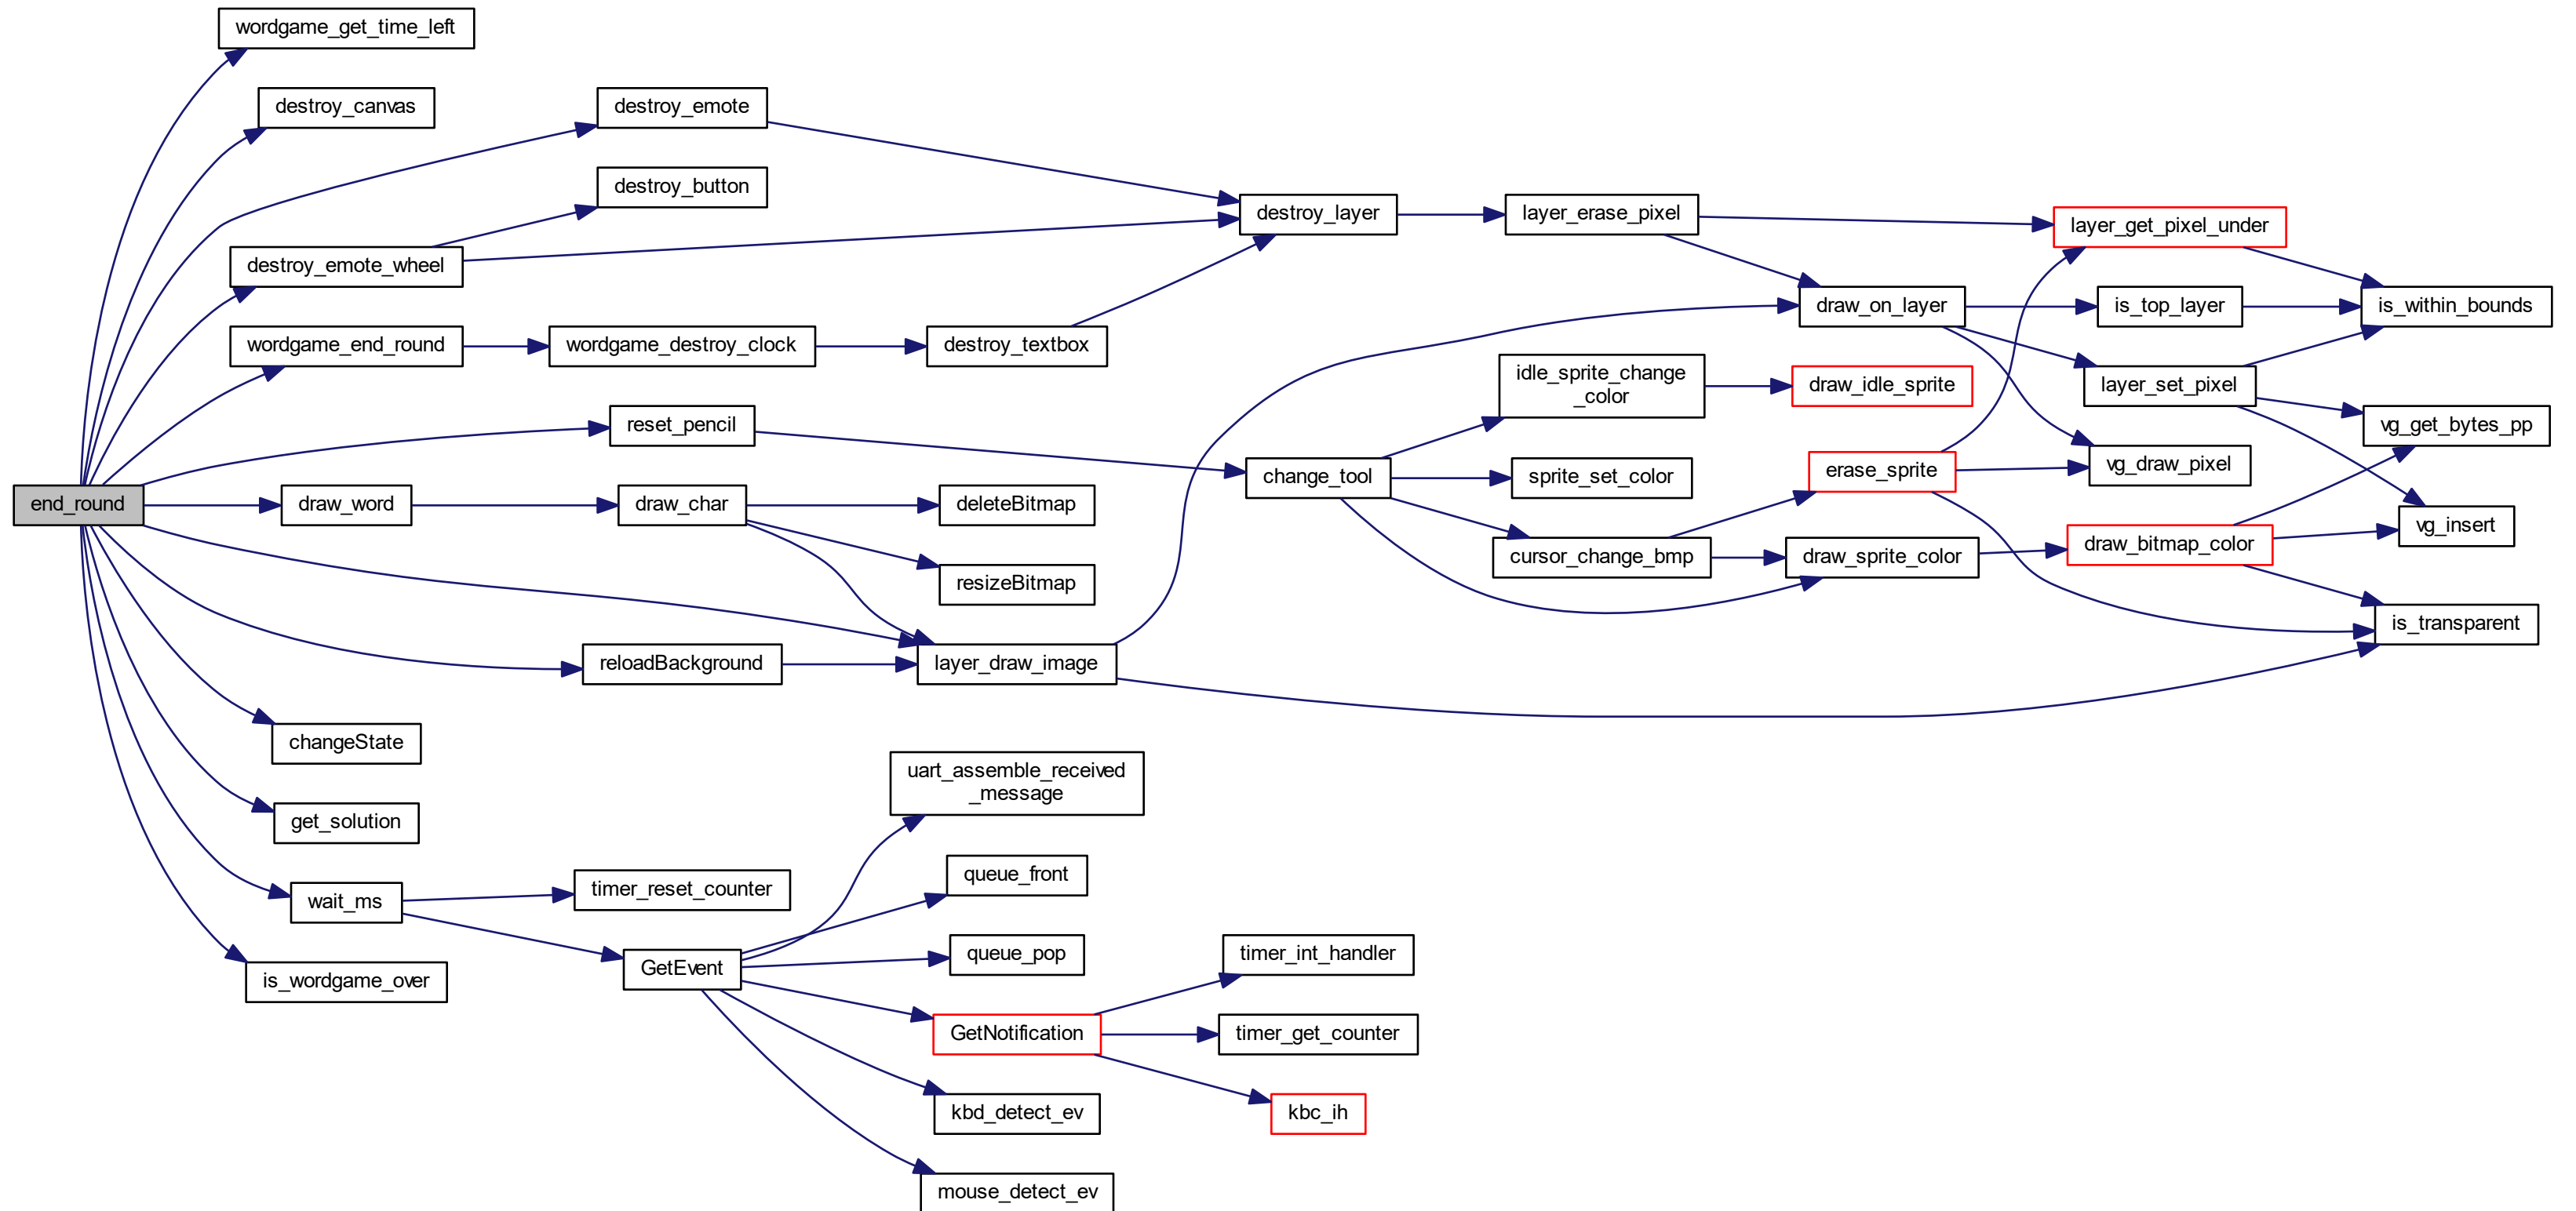 wordgame_get_time_left
destroy_canvas
destroy_emote
destroy_button
destroy_layer
layer_erase_pixel
layer_get_pixel_under
destroy_emote_wheel
draw_on_layer
is_top_layer
is_within_bounds
wordgame_end_round
wordgame_destroy_clock
destroy_textbox
idle_sprite_change
_color
draw_idle_sprite
layer_set_pixel
reset_pencil
vg_get_bytes_pp
change_tool
sprite_set_color
erase_sprite
vg_draw_pixel
end_round
draw_word
draw_char
deleteBitmap
vg_insert
cursor_change_bmp
draw_sprite_color
draw_bitmap_color
resizeBitmap
is_transparent
reloadBackground
layer_draw_image
changeState
uart_assemble_received
_message
get_solution
queue_front
timer_reset_counter
wait_ms
queue_pop
timer_int_handler
GetEvent
is_wordgame_over
GetNotification
timer_get_counter
kbd_detect_ev
kbc_ih
mouse_detect_ev